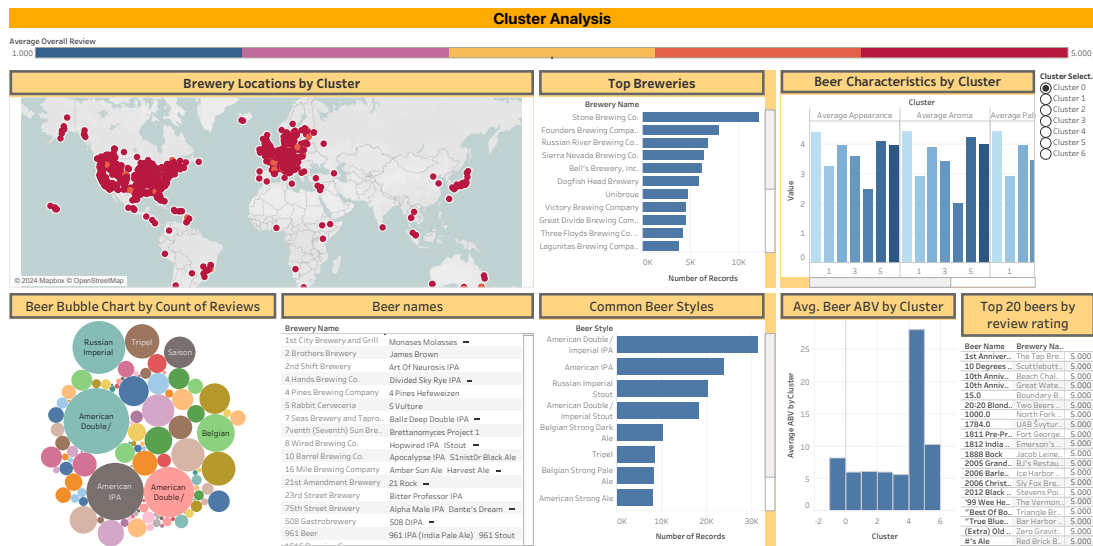 Cluster Analysis
Average Overall Review
1.000
5.000
Brewery Locations by Cluster
© 2024 Mapbox © OpenStreetMap
Top Breweries
Brewery Name
Stone Brewing Co.
Founders Brewing Compa..
Russian River Brewing Co..
Sierra Nevada Brewing Co.
Bell's Brewery, Inc.
Dogfish Head Brewery
Unibroue
Victory Brewing Company
Great Divide Brewing Com..
Three Floyds Brewing Co. ..
Lagunitas Brewing Compa..
0K 5K 10K
Number of Records
Beer Characteristics by Cluster
Cluster
Average Appearance Average Aroma Average Pal
Value
4
3
2
1
0
1 3 5 1 3 5 1
Cluster Select.
Cluster 0
Cluster 1
Cluster 2
Cluster 3
Cluster 4
Cluster 5
Cluster 6
Beer Bubble Chart by Count of Reviews
Russian
Imperial
Tripel
Saison
American
Double /
Belgian
American
IPA
American
Double /
Beer names
Brewery Name
1st City Brewery and Grill Monases Molasses
2 Brothers Brewery James Brown
2nd Shift Brewery Art Of Neurosis IPA
4 Hands Brewing Co. Divided Sky Rye IPA
4 Pines Brewing Company 4 Pines Hefeweizen
5 Rabbit Cerveceria 5 Vulture
7 Seas Brewery and Tapro.. Ballz Deep Double IPA
7venth (Seventh) Sun Bre.. Brettanomyces Project 1
8 Wired Brewing Co. Hopwired IPA IStout
10 Barrel Brewing Co. Apocalypse IPA S1nist0r Black Ale
16 Mile Brewing Company Amber Sun Ale Harvest Ale
21st Amendment Brewery 21 Rock
23rd Street Brewery Bitter Professor IPA
75th Street Brewery Alpha Male IPA Dante's Dream
508 Gastrobrewery 508 DIPA
961 Beer 961 IPA (India Pale Ale) 961 Stout
Common Beer Styles
Beer Style
American Double /
Imperial IPA
American IPA
Russian Imperial
Stout
American Double /
Imperial Stout
Belgian Strong Dark
Ale
Tripel
Belgian Strong Pale
Ale
American Strong Ale
0K 10K 20K 30K
Number of Records
Avg. Beer ABV by Cluster
Average ABV by Cluster
25
20
15
10
5
0
-2 0 2 4 6
Cluster
Top 20 beers by
review rating
Beer Name Brewery Na..
1st Anniver.. The Tap Bre.. 5.000
10 Degrees .. Scuttlebutt.. 5.000
10th Anniv.. Beach Chal.. 5.000
10th Anniv.. Great Wate.. 5.000
15.0 Boundary B.. 5.000
20:20 Blond.. Two Beers .. 5.000
1000.0 North Fork .. 5.000
1784.0 UAB Švytur.. 5.000
1811 Pre-Pr.. Fort George.. 5.000
1812 India .. Emerson's .. 5.000
1888 Bock Jacob Leine.. 5.000
2005 Grand.. BJ's Restau.. 5.000
2006 Barle.. Ice Harbor .. 5.000
2006 Christ.. Sly Fox Bre.. 5.000
2012 Black .. Stevens Poi.. 5.000
'99 Wee He.. The Vermon.. 5.000
"Best Of Bo.. Triangle Br.. 5.000
"True Blue.. Bar Harbor .. 5.000
(Extra) Old .. Zero Gravit.. 5.000
#'s Ale Red Brick B.. 5.000